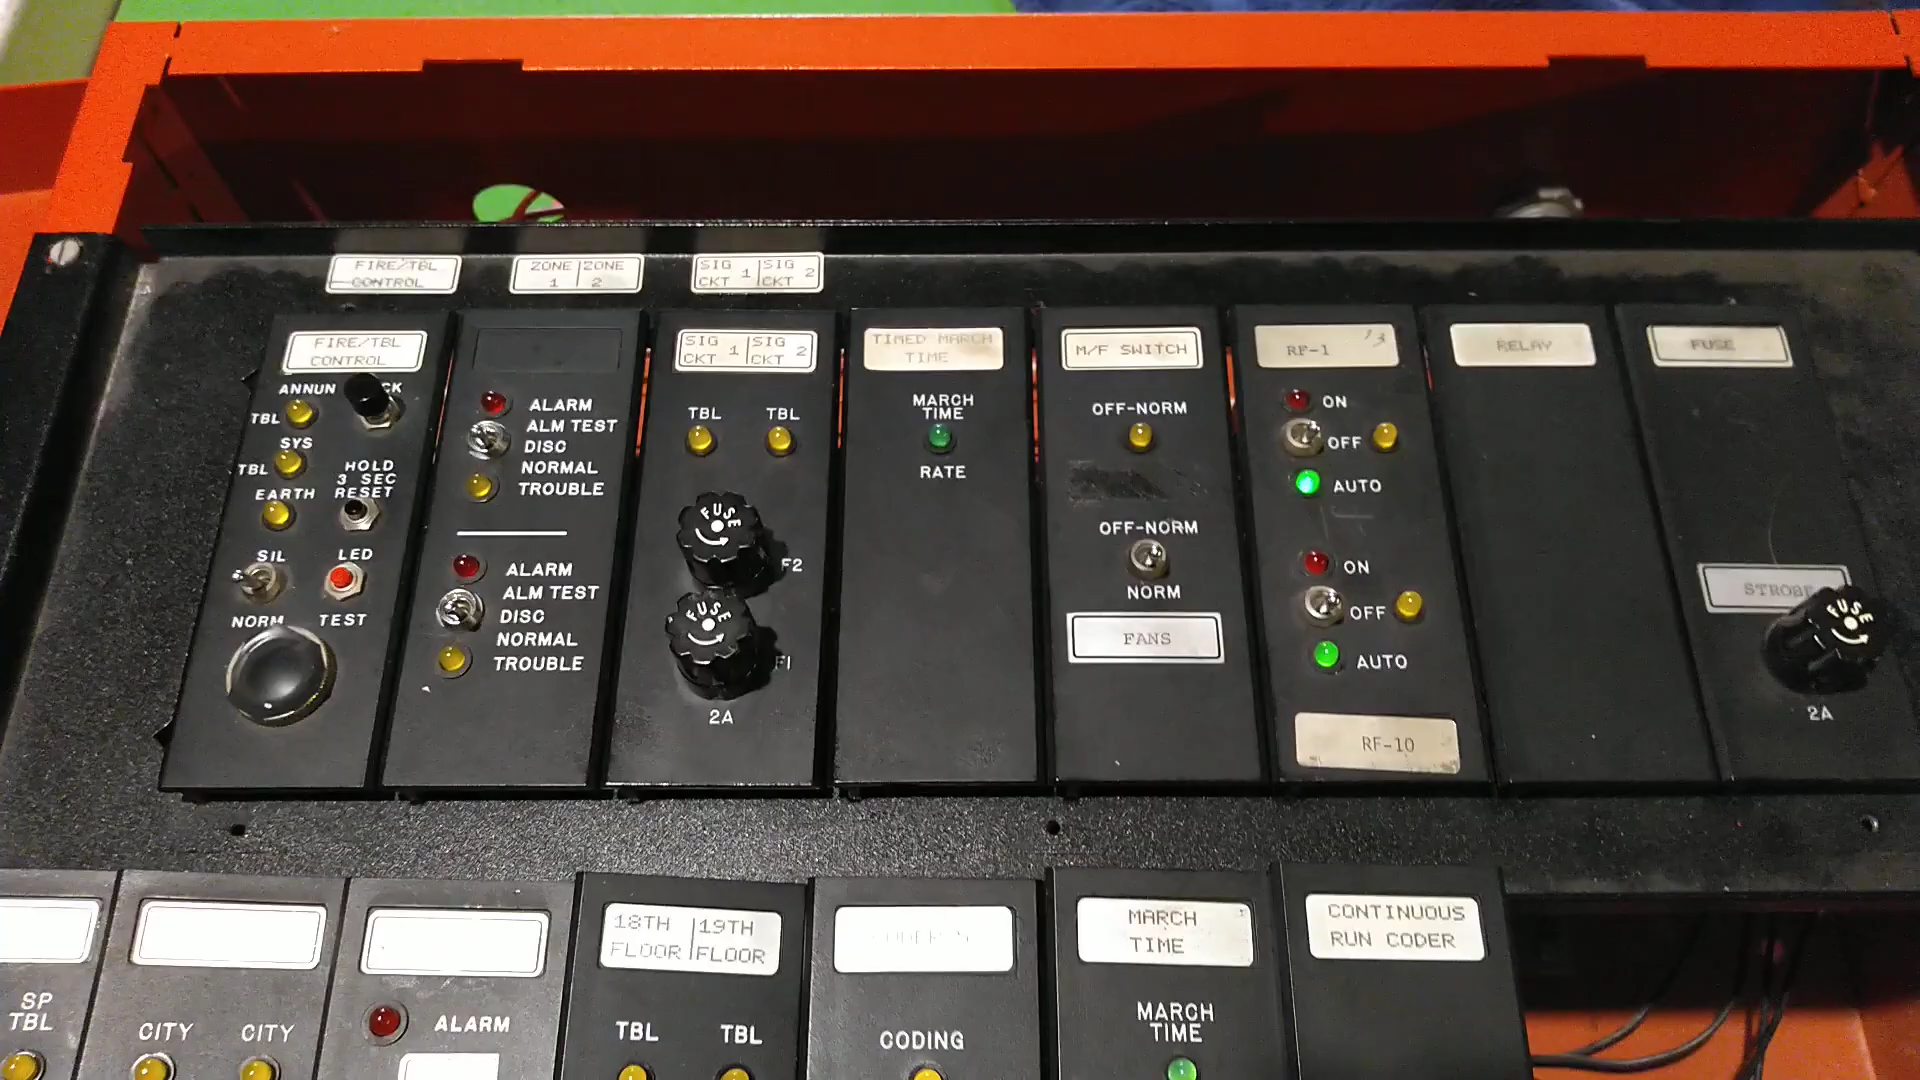 FIRE/TBL
CONTROL
ZONE | ZONE
1 | 2
SIG 1 | SIG 2
CKT | CKT
FIRE/TBL
CONTROL
ANNUN
TBL
SYS
TBL
HOLD
3 SEC
RESET
EARTH
SIL
LED
NORM
TEST
ALARM
ALM TEST
DISC
NORMAL
TROUBLE
ALARM
ALM TEST
DISC
NORMAL
TROUBLE
SIG 1 | SIG 2
CKT | CKT
TBL TBL
FUSE
F2
FUSE
F1
2A
TIMED MARCH
TIME
MARCH
TIME
RATE
M/F SWITCH
OFF-NORM
OFF-NORM
NORM
FANS
RF-1
ON
OFF
AUTO
ON
OFF
AUTO
RF-10
RELAY
FUSE
STROBE
FUSE
2A
SP
TBL
CITY CITY
ALARM
18TH | 19TH
FLOOR | FLOOR
TBL TBL
CODING
MARCH
TIME
MARCH
TIME
CONTINUOUS
RUN CODER